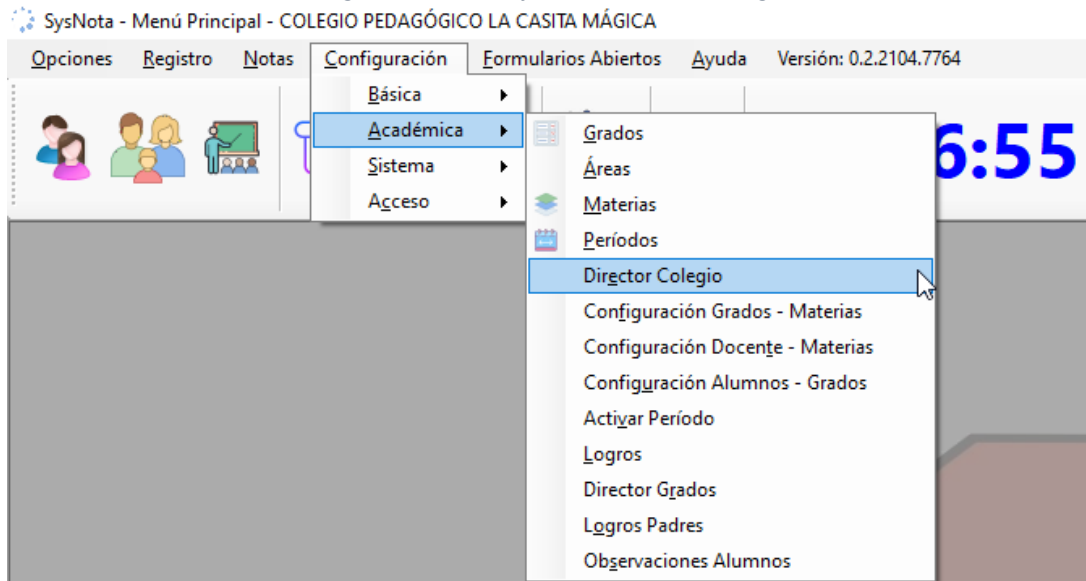 SysNota - Menú Principal - COLEGIO PEDAGÓGICO LA CASITA MÁGICA
Opciones Registro Notas Configuración Formularios Abiertos Ayuda Versión: 0.2.2104.7764
Básica
Académica
Sistema
Acceso
6:55
Grados
Áreas
Materias
Períodos
Director Colegio
Configuración Grados - Materias
Configuración Docente - Materias
Configuración Alumnos - Grados
Activar Período
Logros
Director Grados
Logros Padres
Observaciones Alumnos